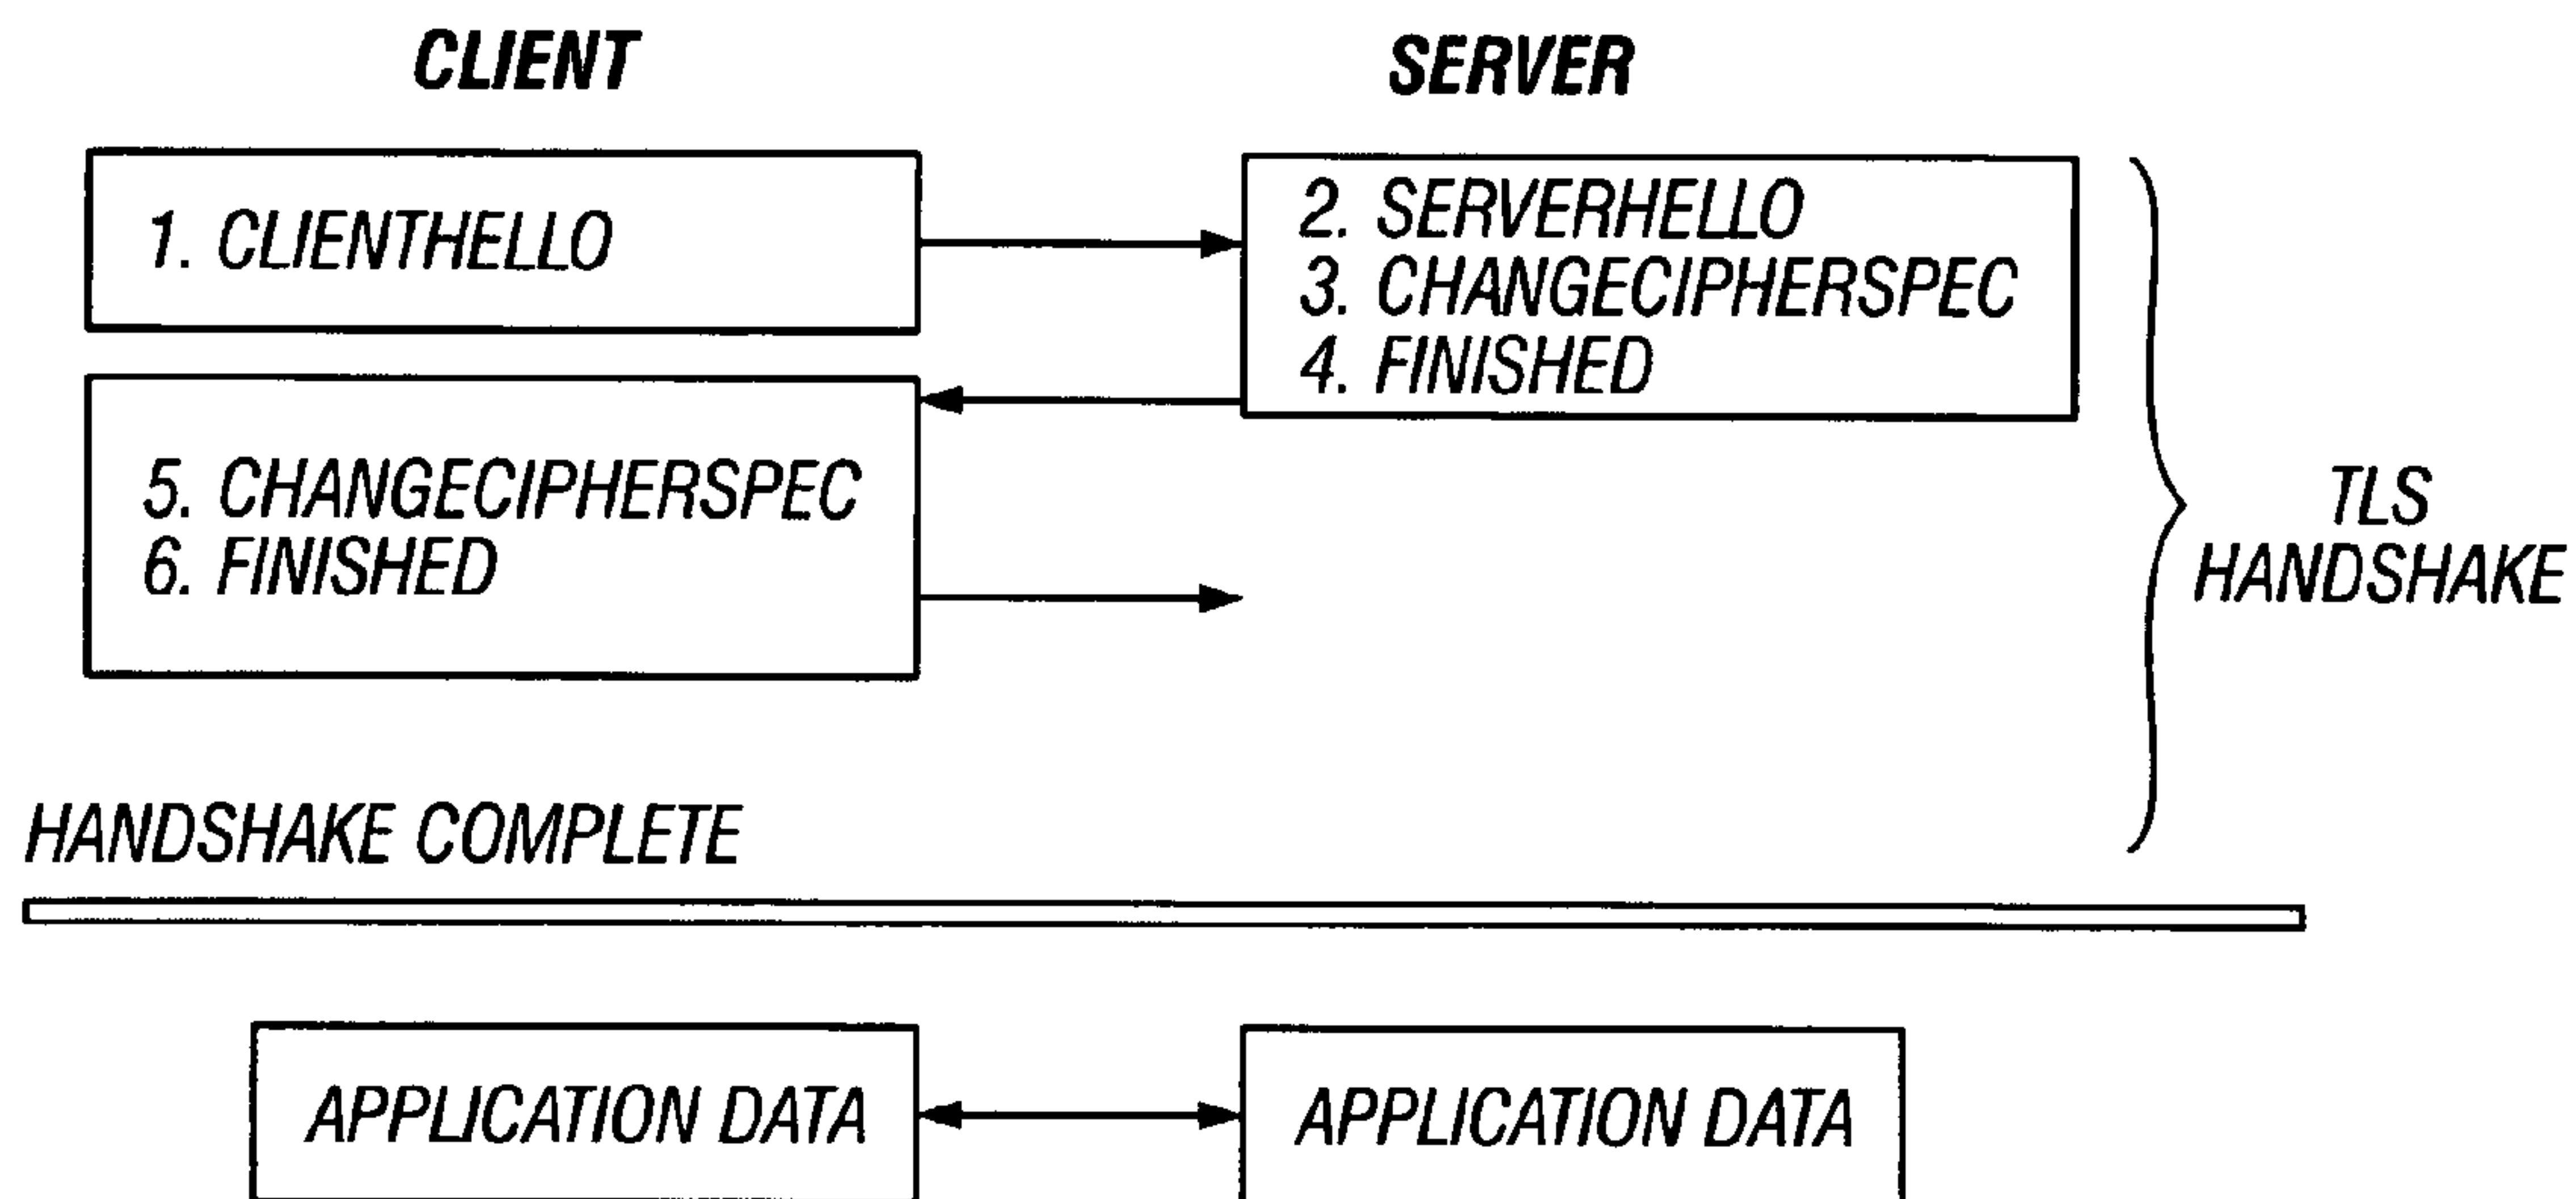 CLIENT
SERVER
1. CLIENTHELLO
2. SERVERHELLO
3. CHANGECIPHERSPEC
4. FINISHED
5. CHANGECIPHERSPEC
6. FINISHED
TLS
HANDSHAKE
HANDSHAKE COMPLETE
APPLICATION DATA
APPLICATION DATA